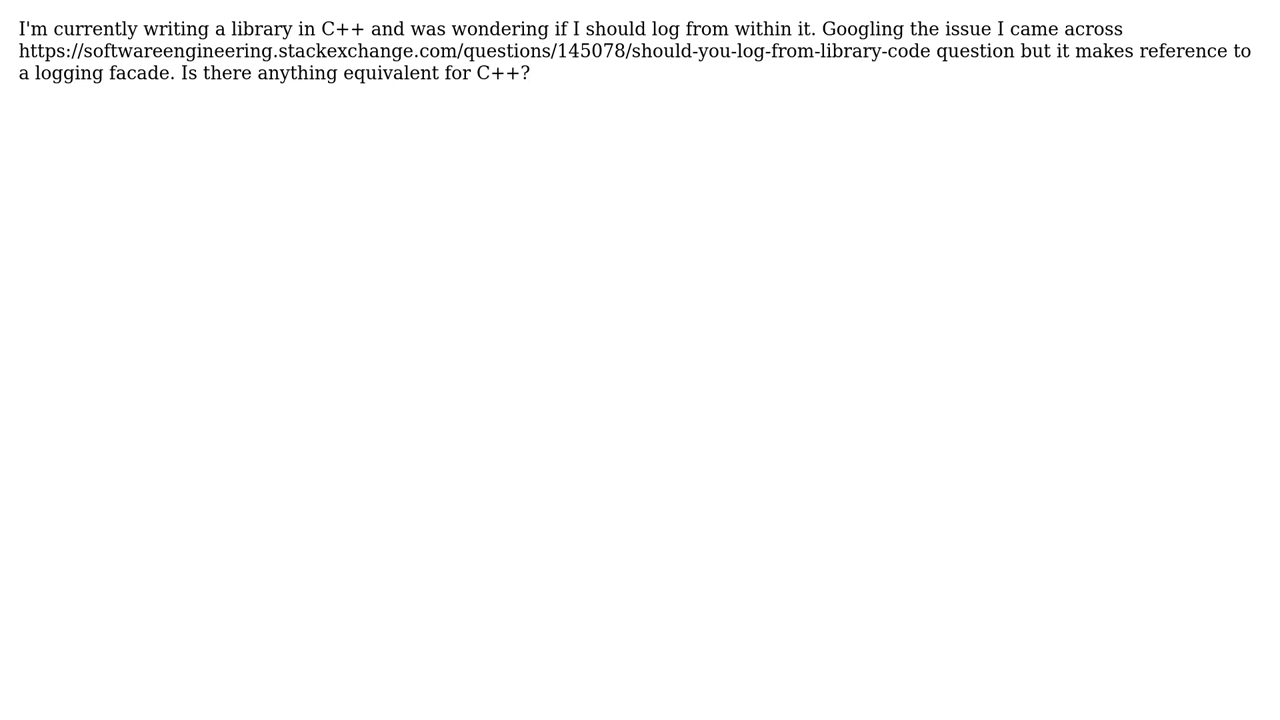 I'm currently writing a library in C++ and was wondering if I should log from within it. Googling the issue I came across
https://softwareengineering.stackexchange.com/questions/145078/should-you-log-from-library-code question but it makes reference to
a logging facade. Is there anything equivalent for C++?